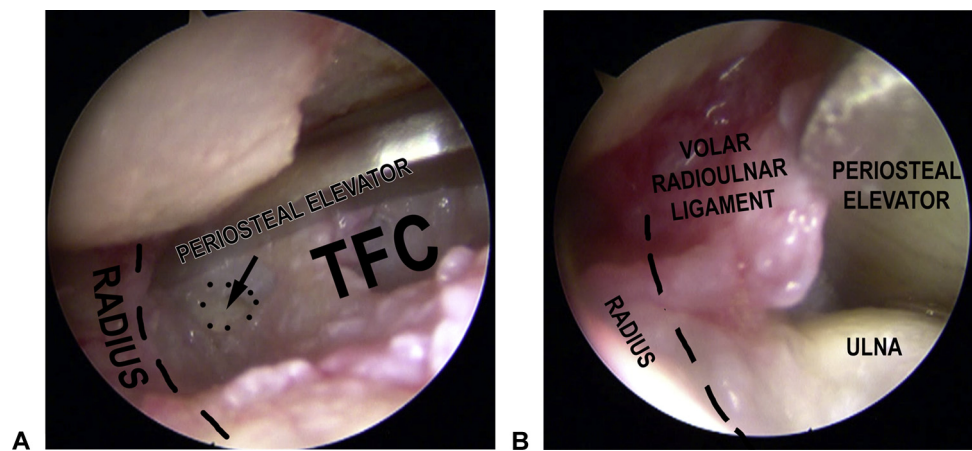 PERIOSTEAL ELEVATOR
TFC
RADIUS
A
VOLAR
RADIOULNAR
LIGAMENT
PERIOSTEAL
ELEVATOR
RADIUS
ULNA
B